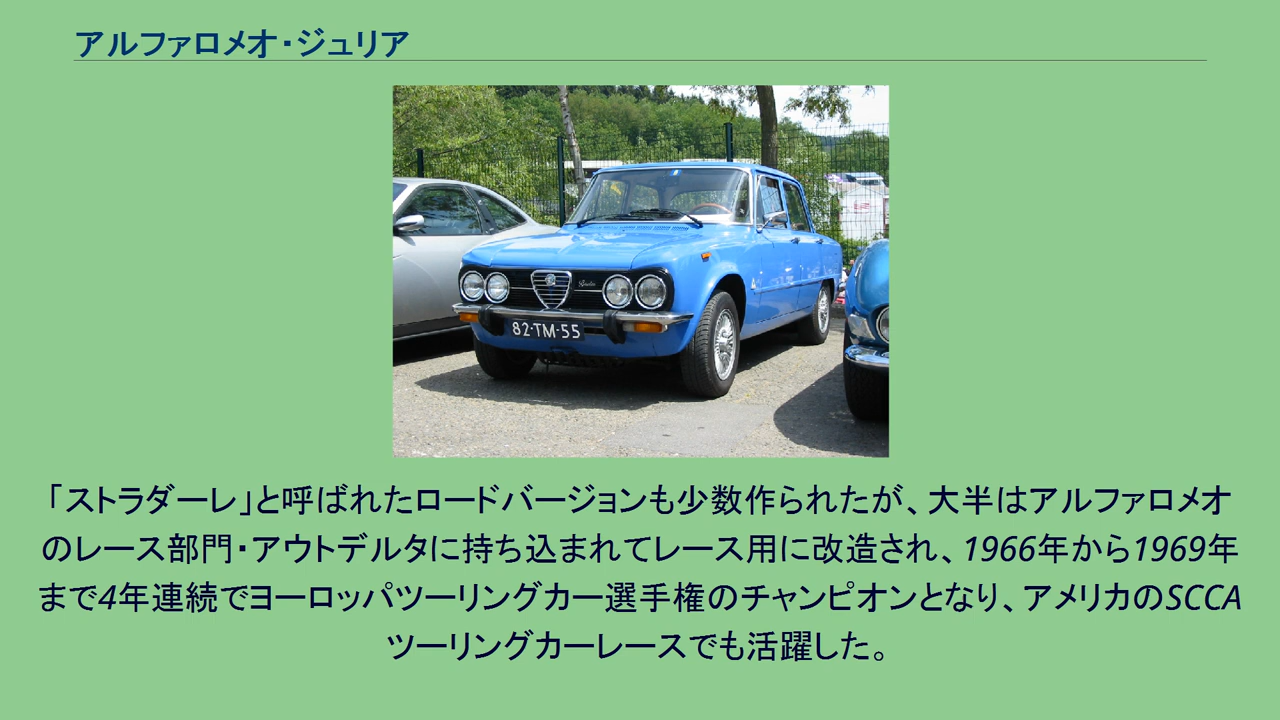 アルファロメオ・ジュリア
82-TM-55
「ストラダーレ」と呼ばれたロードバージョンも少数作られたが、大半はアルファロメオ
のレース部門・アウトデルタに持ち込まれてレース用に改造され、1966年から1969年
まで4年連続でヨーロッパツーリングカー選手権のチャンピオンとなり、アメリカのSCCA
ツーリングカーレースでも活躍した。